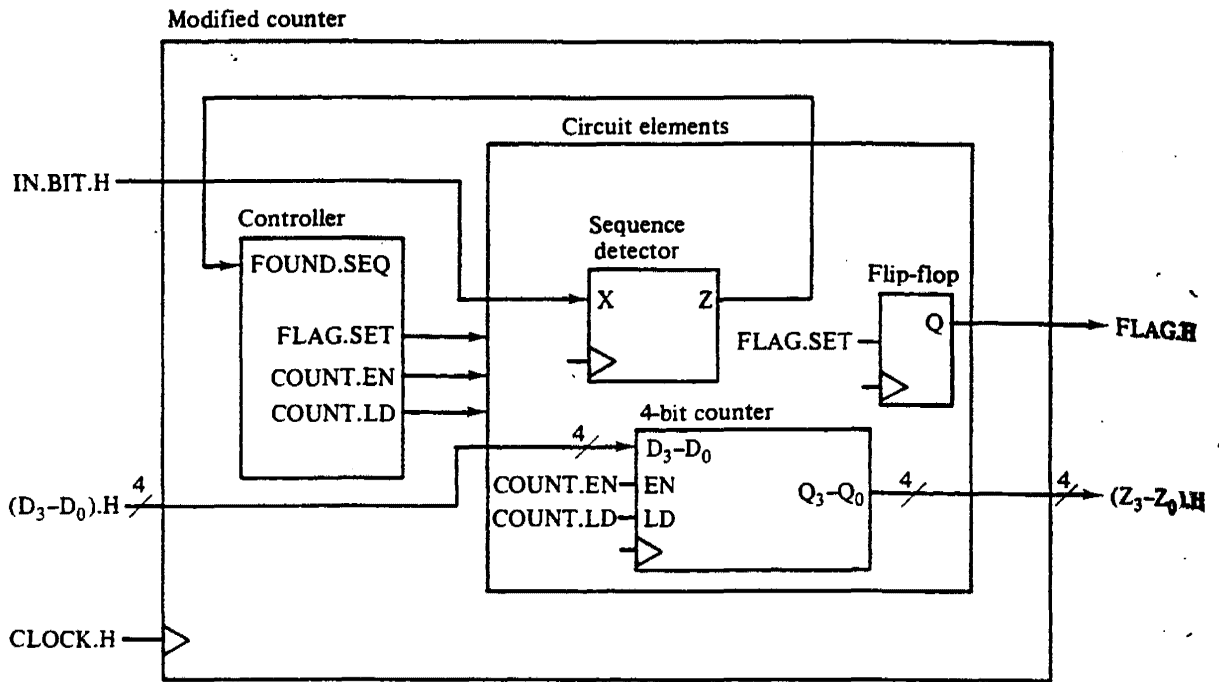 Modified counter
Circuit elements
IN.BIT.H
Controller
FOUND.SEQ
FLAG.SET
COUNT.EN
COUNT.LD
Sequence
detector
X Z
Flip-flop
FLAG.SET
Q
FLAG.H
4-bit counter
4
D₃–D₀
COUNT.EN
EN
COUNT.LD
LD
Q₃–Q₀
4
4
(Z₃–Z₀).H
4
(D₃–D₀).H
CLOCK.H